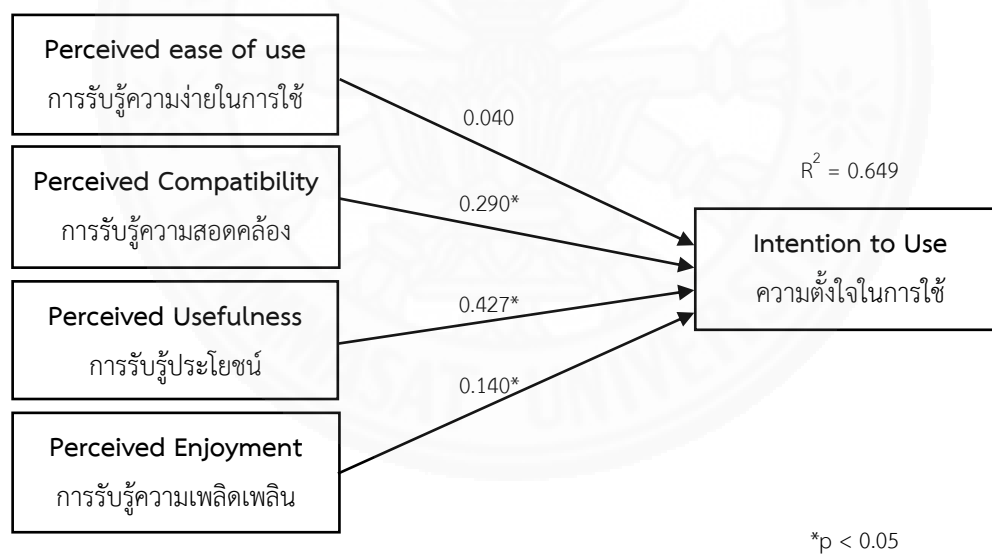 Perceived ease of use
การรับรู้ความง่ายในการใช้
0.040
R² = 0.649
Perceived Compatibility
การรับรู้ความสอดคล้อง
0.290*
Intention to Use
ความตั้งใจในการใช้
Perceived Usefulness
การรับรู้ประโยชน์
0.427*
0.140*
Perceived Enjoyment
การรับรู้ความเพลิดเพลิน
*p < 0.05